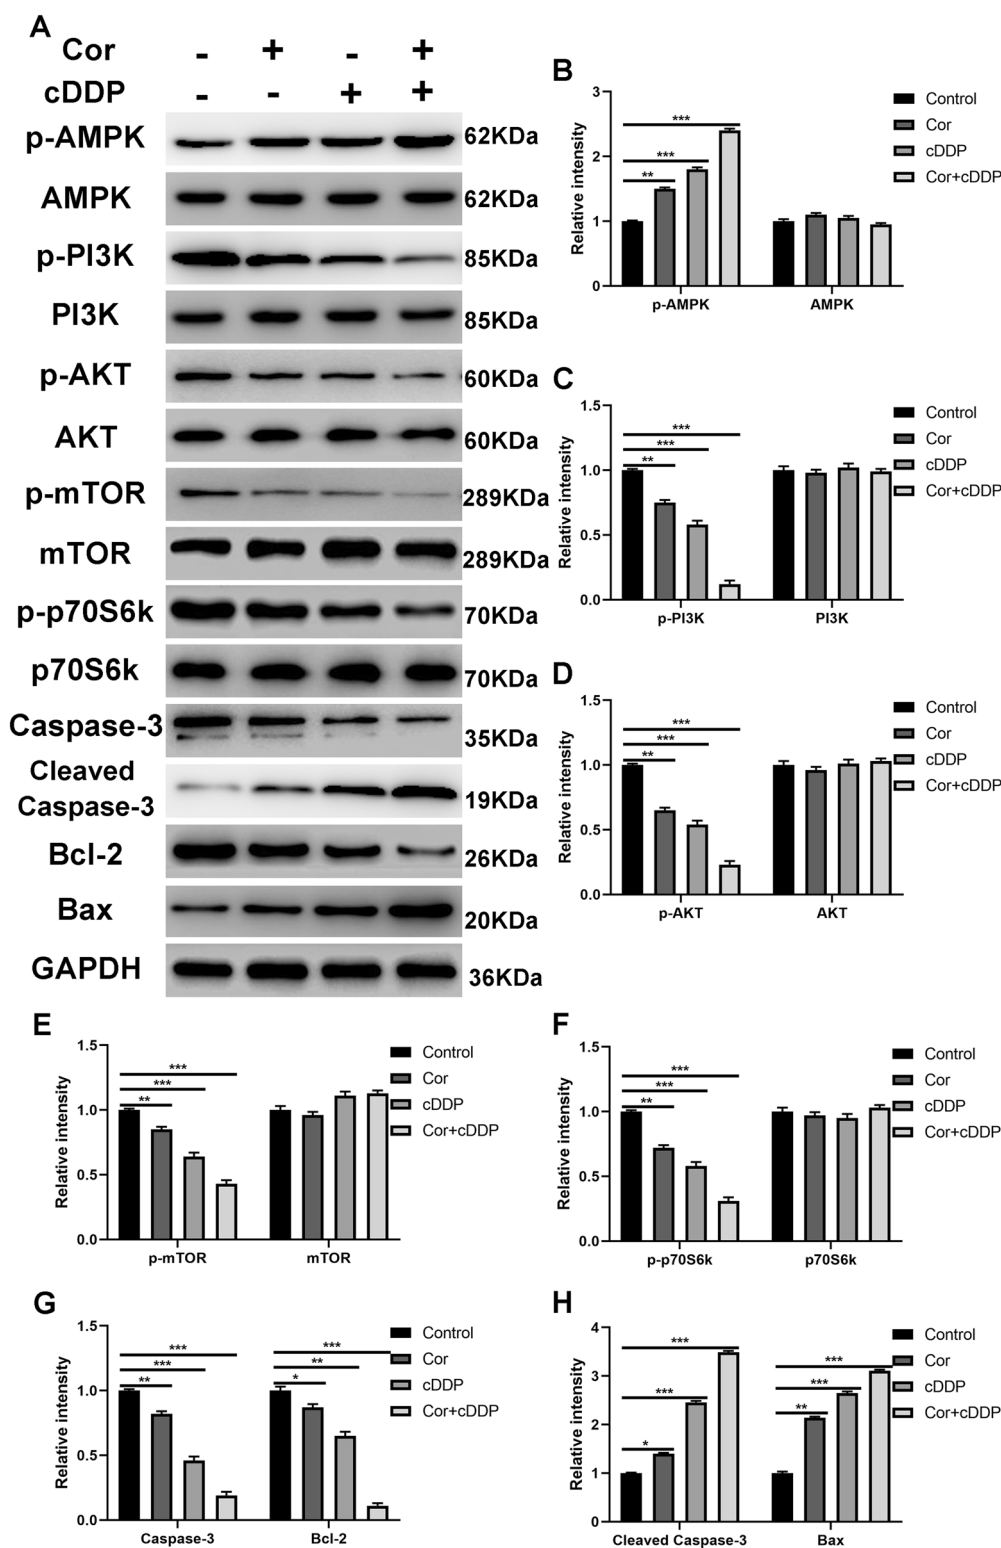 A
Cor - + - +
cDDP - - + +
p-AMPK 62KDa
AMPK 62KDa
p-PI3K 85KDa
PI3K 85KDa
p-AKT 60KDa
AKT 60KDa
p-mTOR 289KDa
mTOR 289KDa
p-p70S6k 70KDa
p70S6k 70KDa
Caspase-3 35KDa
Cleaved
Caspase-3 19KDa
Bcl-2 26KDa
Bax 20KDa
GAPDH 36KDa
B
Relative intensity
3
2
1
0
** *** ***
p-AMPK AMPK
Control
Cor
cDDP
Cor+cDDP
C
Relative intensity
1.5
1.0
0.5
0.0
** *** ***
p-PI3K PI3K
Control
Cor
cDDP
Cor+cDDP
D
Relative intensity
1.5
1.0
0.5
0.0
** *** ***
p-AKT AKT
Control
Cor
cDDP
Cor+cDDP
E
Relative intensity
1.5
1.0
0.5
0.0
** *** ***
p-mTOR mTOR
Control
Cor
cDDP
Cor+cDDP
F
Relative intensity
1.5
1.0
0.5
0.0
** *** ***
p-p70S6k p70S6k
Control
Cor
cDDP
Cor+cDDP
G
Relative intensity
1.5
1.0
0.5
0.0
** *** *** * ** ***
Caspase-3 Bcl-2
Control
Cor
cDDP
Cor+cDDP
H
Relative intensity
4
3
2
1
0
* *** *** ** *** ***
Cleaved Caspase-3 Bax
Control
Cor
cDDP
Cor+cDDP